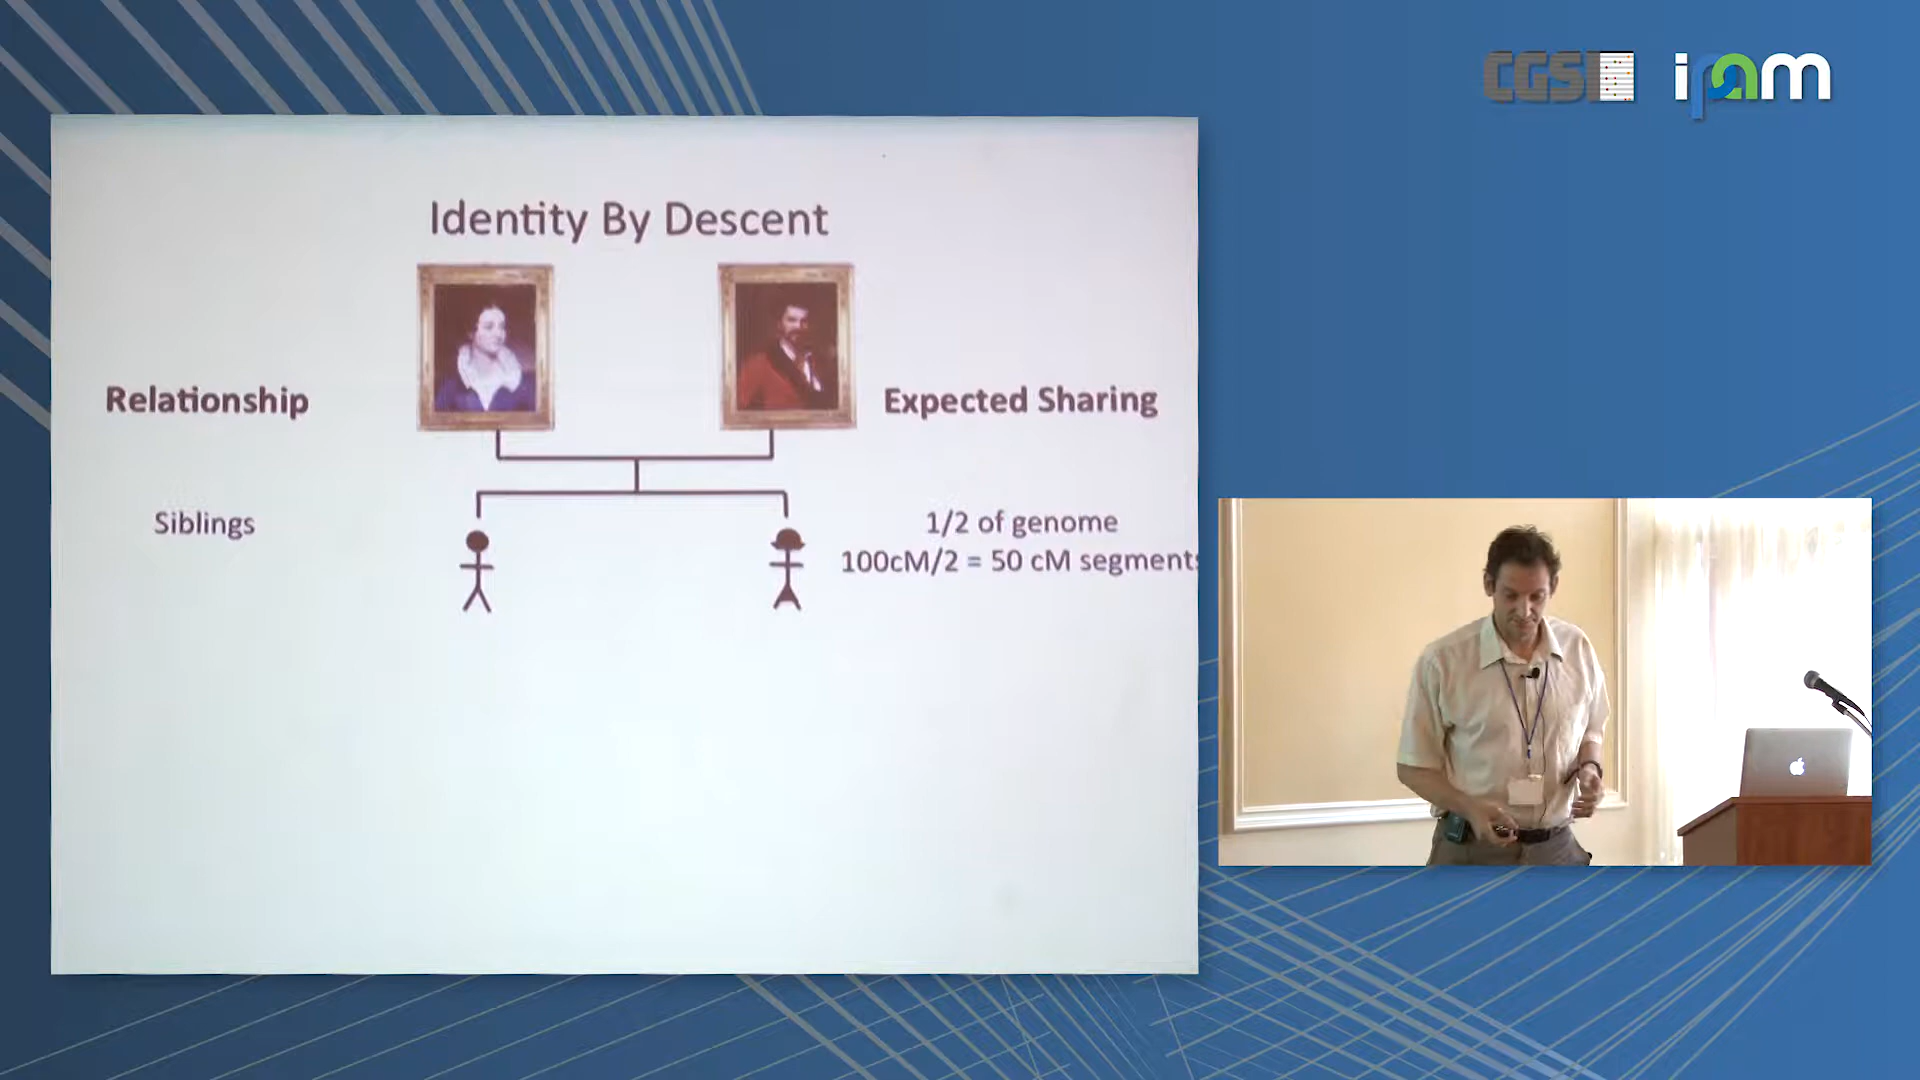 CGSI
ipam
Identity By Descent
Relationship
Expected Sharing
Siblings
1/2 of genome
100cM/2 = 50 cM segments